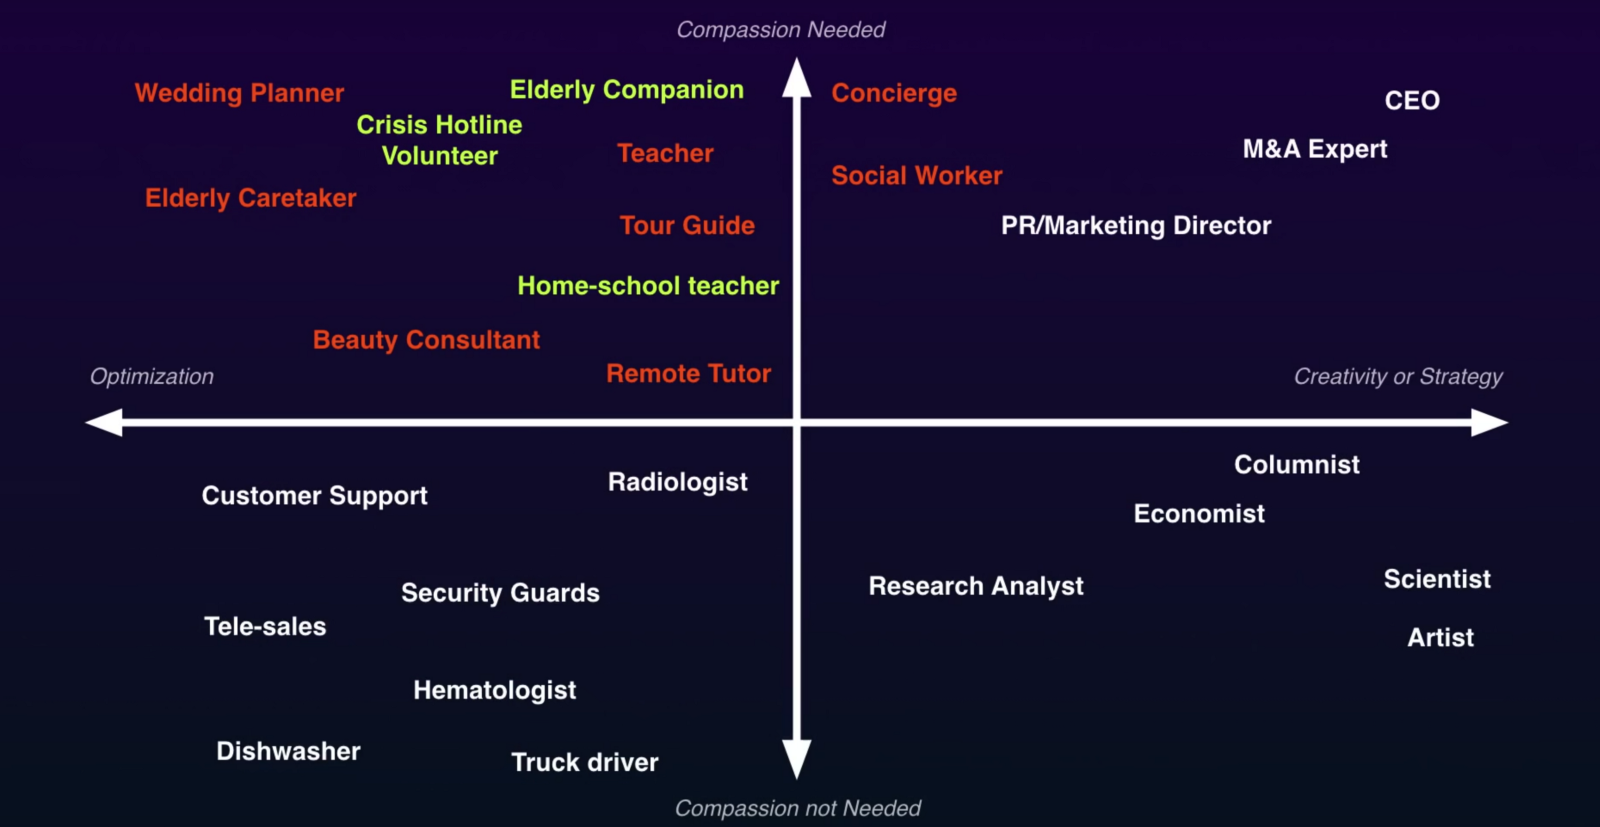 Compassion Needed
Wedding Planner
Elderly Companion
Concierge
CEO
Crisis Hotline
Volunteer
Teacher
M&A Expert
Elderly Caretaker
Social Worker
Tour Guide
PR/Marketing Director
Home-school teacher
Beauty Consultant
Remote Tutor
Optimization
Creativity or Strategy
Customer Support
Radiologist
Columnist
Economist
Security Guards
Research Analyst
Scientist
Tele-sales
Artist
Hematologist
Dishwasher
Truck driver
Compassion not Needed